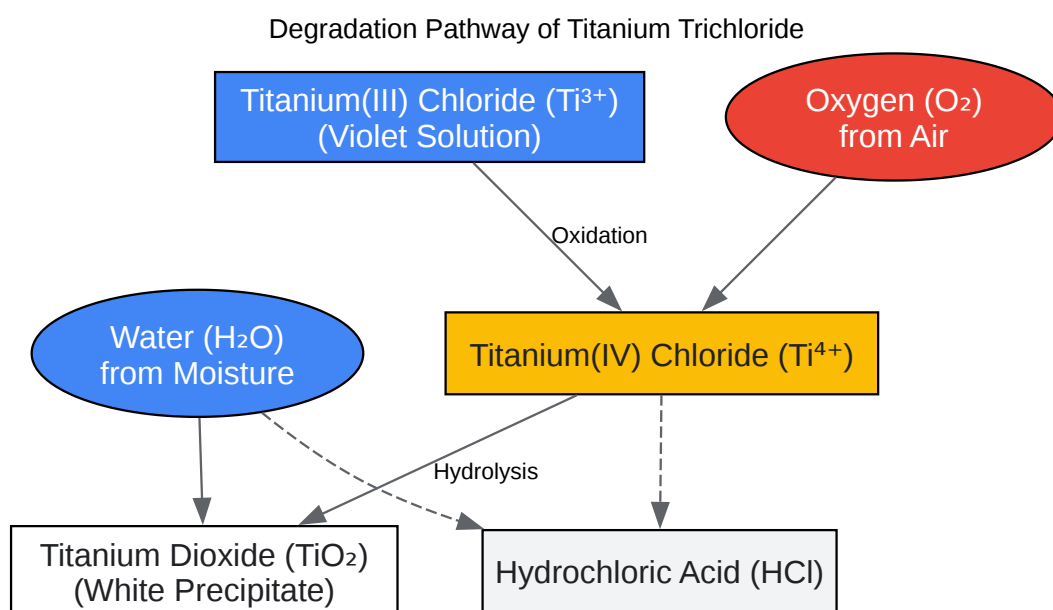 Degradation Pathway of Titanium Trichloride
Titanium(III) Chloride (Ti³⁺)
(Violet Solution)
Oxygen (O₂)
from Air
Oxidation
Water (H₂O)
from Moisture
Titanium(IV) Chloride (Ti⁴⁺)
Hydrolysis
Titanium Dioxide (TiO₂)
(White Precipitate)
Hydrochloric Acid (HCl)